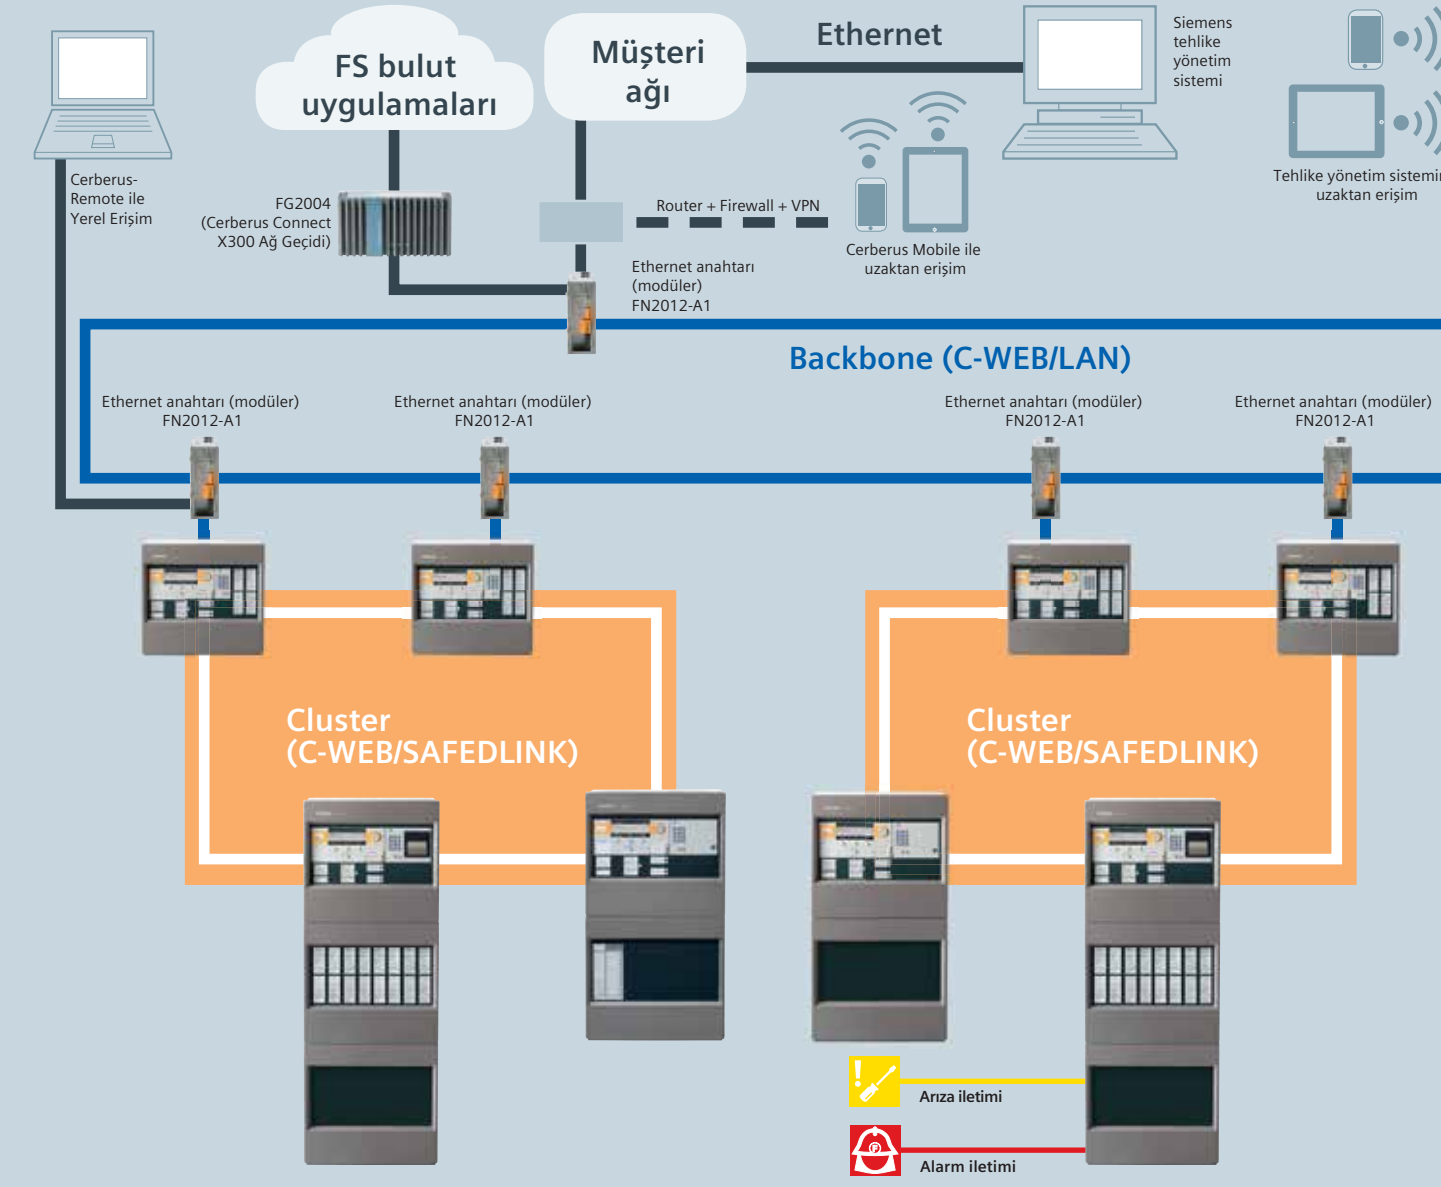 FS bulut
uygulamaları
Müşteri
ağı
Ethernet
Siemens
tehlike
yönetim
sistemi
Cerberus-
Remote ile
Yerel Erişim
FG2004
(Cerberus Connect
X300 Ağ Geçidi)
Router + Firewall + VPN
Cerberus Mobile ile
uzaktan erişim
Tehlike yönetim
uzaktan erişim
Ethernet anahtarı
(modüler)
FN2012-A1
Backbone (C-WEB/LAN)
Ethernet anahtarı (modüler)
FN2012-A1
Ethernet anahtarı (modüler)
FN2012-A1
Ethernet anahtarı (modüler)
FN2012-A1
Ethernet anahtarı (modüler)
FN2012-A1
Cluster
(C-WEB/SAFEDLINK)
Cluster
(C-WEB/SAFEDLINK)
Arıza iletimi
Alarm iletimi